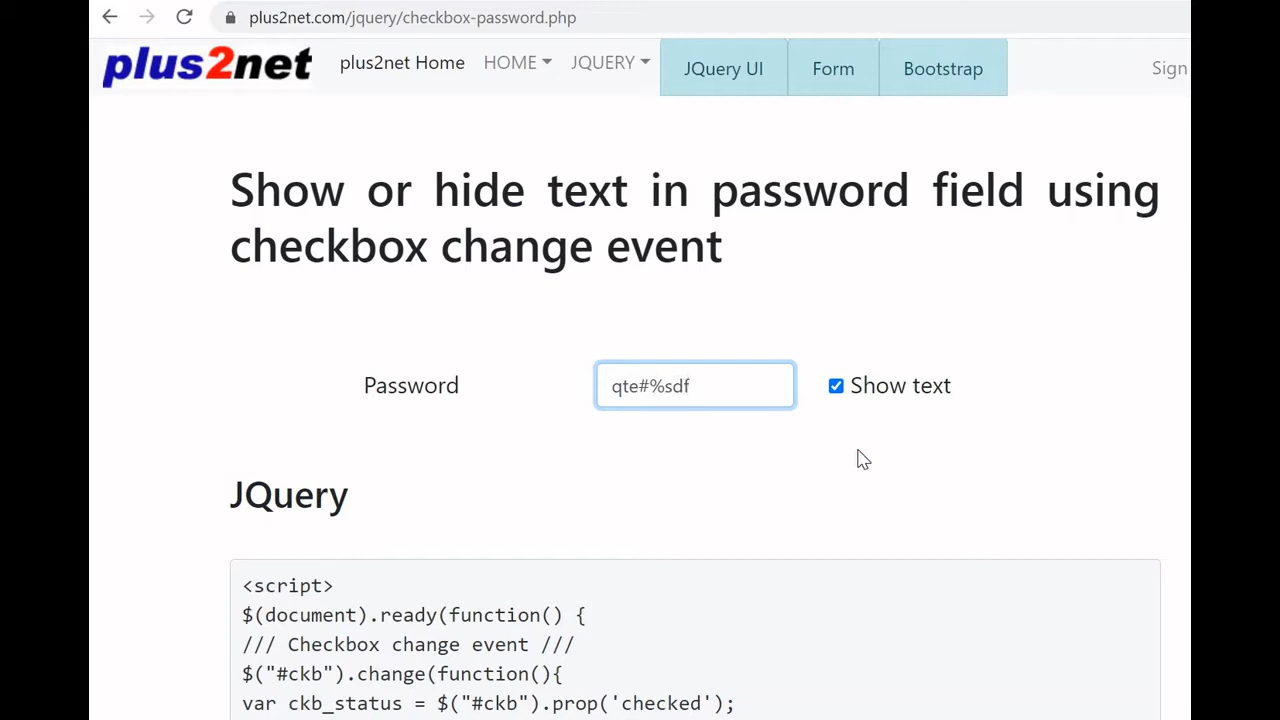 plus2net.com/jquery/checkbox-password.php
plus2net plus2net Home HOME JQUERY JQuery UI Form Bootstrap Sign
Show or hide text in password field using
checkbox change event
Password qte#%sdf Show text
JQuery
<script>
$(document).ready(function() {
/// Checkbox change event ///
$("#ckb").change(function(){
var ckb_status = $("#ckb").prop('checked');